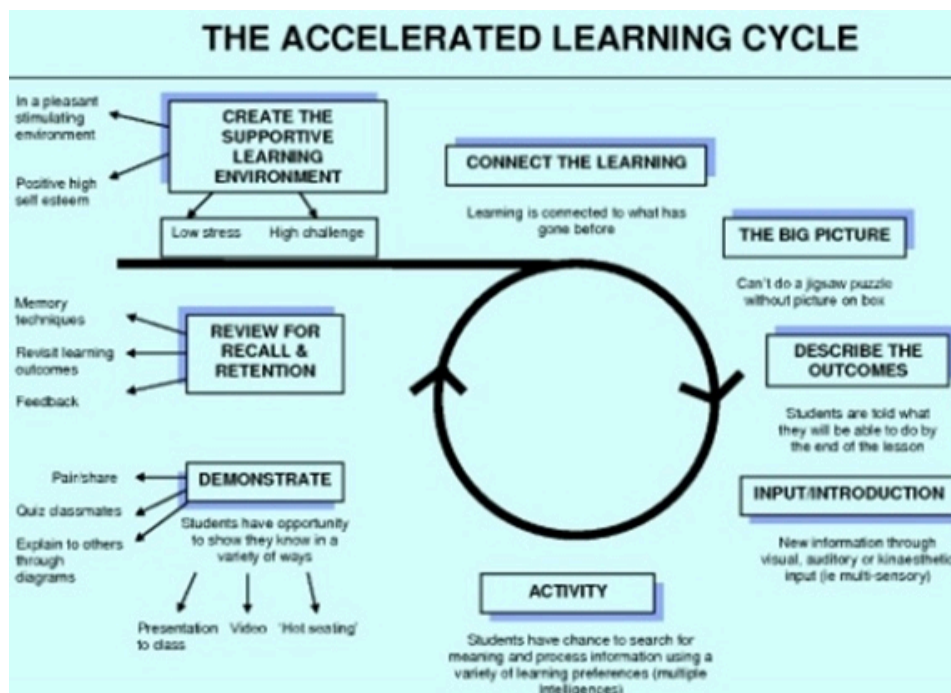 THE ACCELERATED LEARNING CYCLE
In a pleasant
stimulating
environment
Positive high
self esteem
CREATE THE
SUPPORTIVE
LEARNING
ENVIRONMENT
Low stress
High challenge
CONNECT THE LEARNING
Learning is connected to what has
gone before
THE BIG PICTURE
Can't do a jigsaw puzzle
without picture on box
DESCRIBE THE
OUTCOMES
Students are told what
they will be able to do by
the end of the lesson
INPUT/INTRODUCTION
New information through
visual, auditory or kinaesthetic
input (ie multi-sensory)
ACTIVITY
Students have chance to search for
meaning and process information using a
variety of learning preferences (multiple
intelligences)
DEMONSTRATE
Students have opportunity
to show they know in a
variety of ways
Pair/share
Quiz classmates
Explain to others
through
diagrams
Presentation
to class
Video
'Hot seating'
REVIEW FOR
RECALL &
RETENTION
Memory
techniques
Revisit learning
outcomes
Feedback